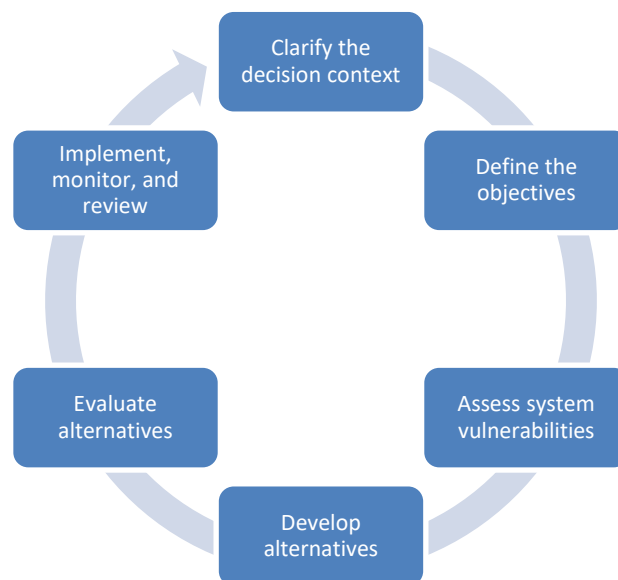 Clarify the
decision context
Define the
objectives
Assess system
vulnerabilities
Develop
alternatives
Evaluate
alternatives
Implement,
monitor, and
review